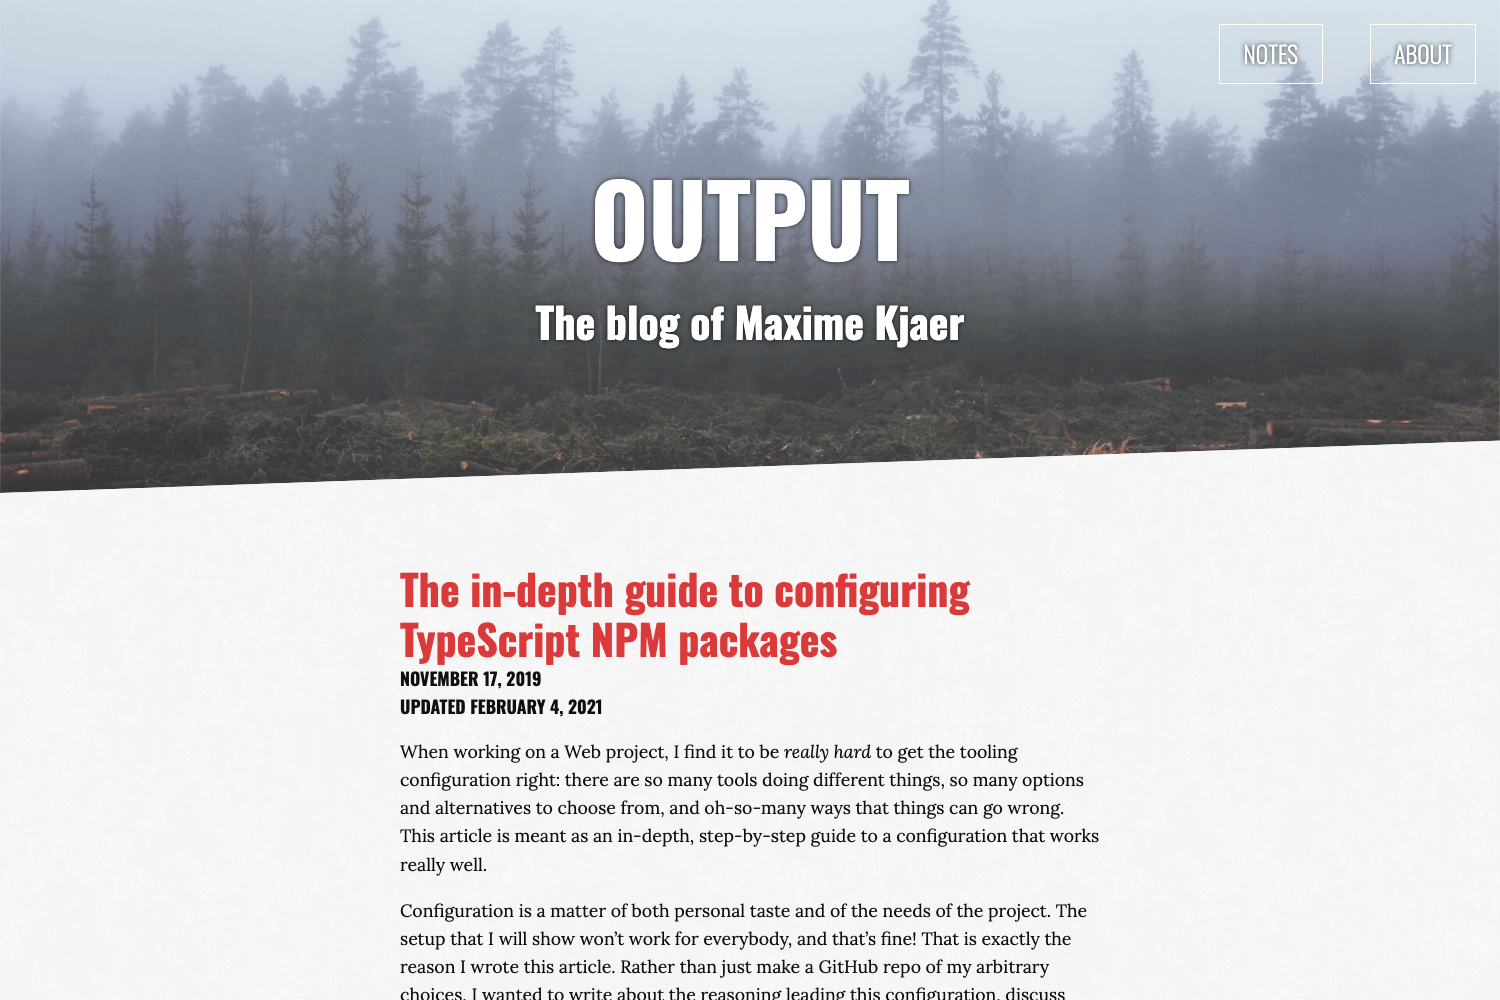 NOTES
ABOUT
OUTPUT
The blog of Maxime Kjaer
The in-depth guide to configuring
TypeScript NPM packages
NOVEMBER 17, 2019
UPDATED FEBRUARY 4, 2021
When working on a Web project, I find it to be really hard to get the tooling
configuration right: there are so many tools doing different things, so many options
and alternatives to choose from, and oh-so-many ways that things can go wrong.
This article is meant as an in-depth, step-by-step guide to a configuration that works
really well.
Configuration is a matter of both personal taste and of the needs of the project. The
setup that I will show won’t work for everybody, and that’s fine! That is exactly the
reason I wrote this article. Rather than just make a GitHub repo of my arbitrary
choices, I wanted to write about the reasoning leading this configuration, discuss